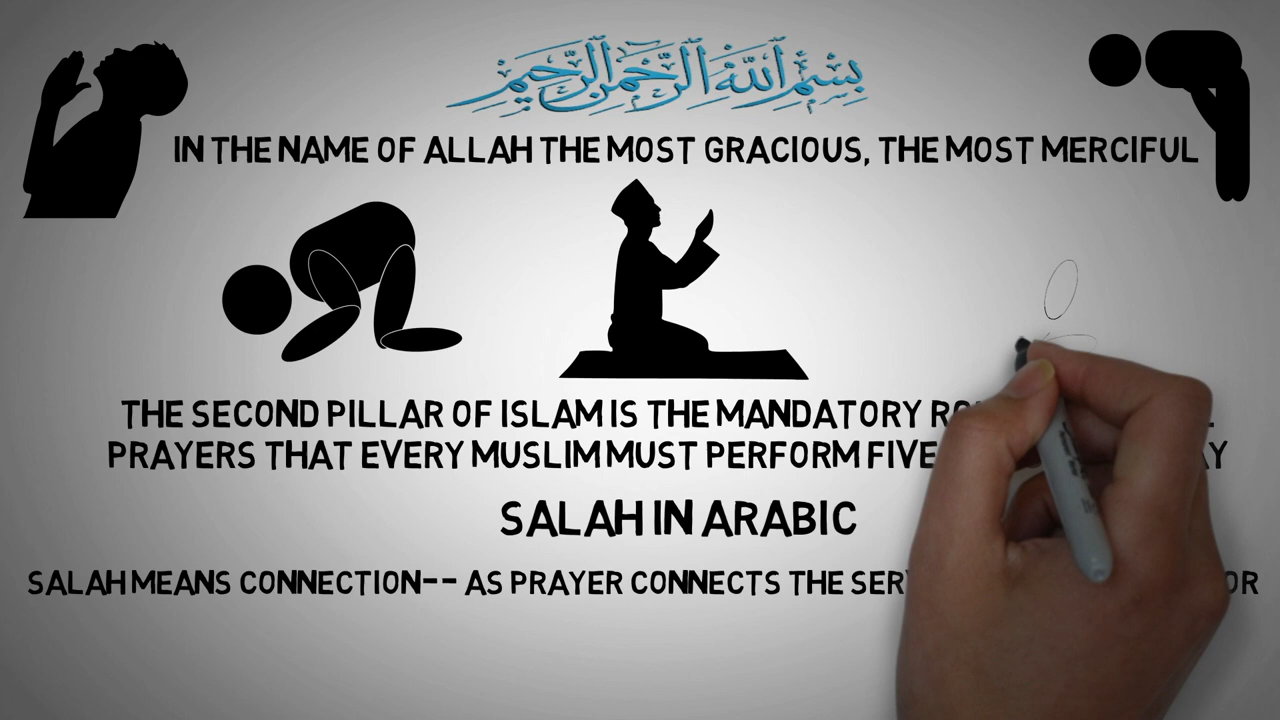 بِسْمِ اللَّهِ الرَّحْمَنِ الرَّحِيمِ
IN THE NAME OF ALLAH THE MOST GRACIOUS, THE MOST MERCIFUL
THE SECOND PILLAR OF ISLAM IS THE MANDATORY
PRAYERS THAT EVERY MUSLIM MUST PERFORM FIVE
SALAH IN ARABIC
SALAH MEANS CONNECTION-- AS PRAYER CONNECTS THE